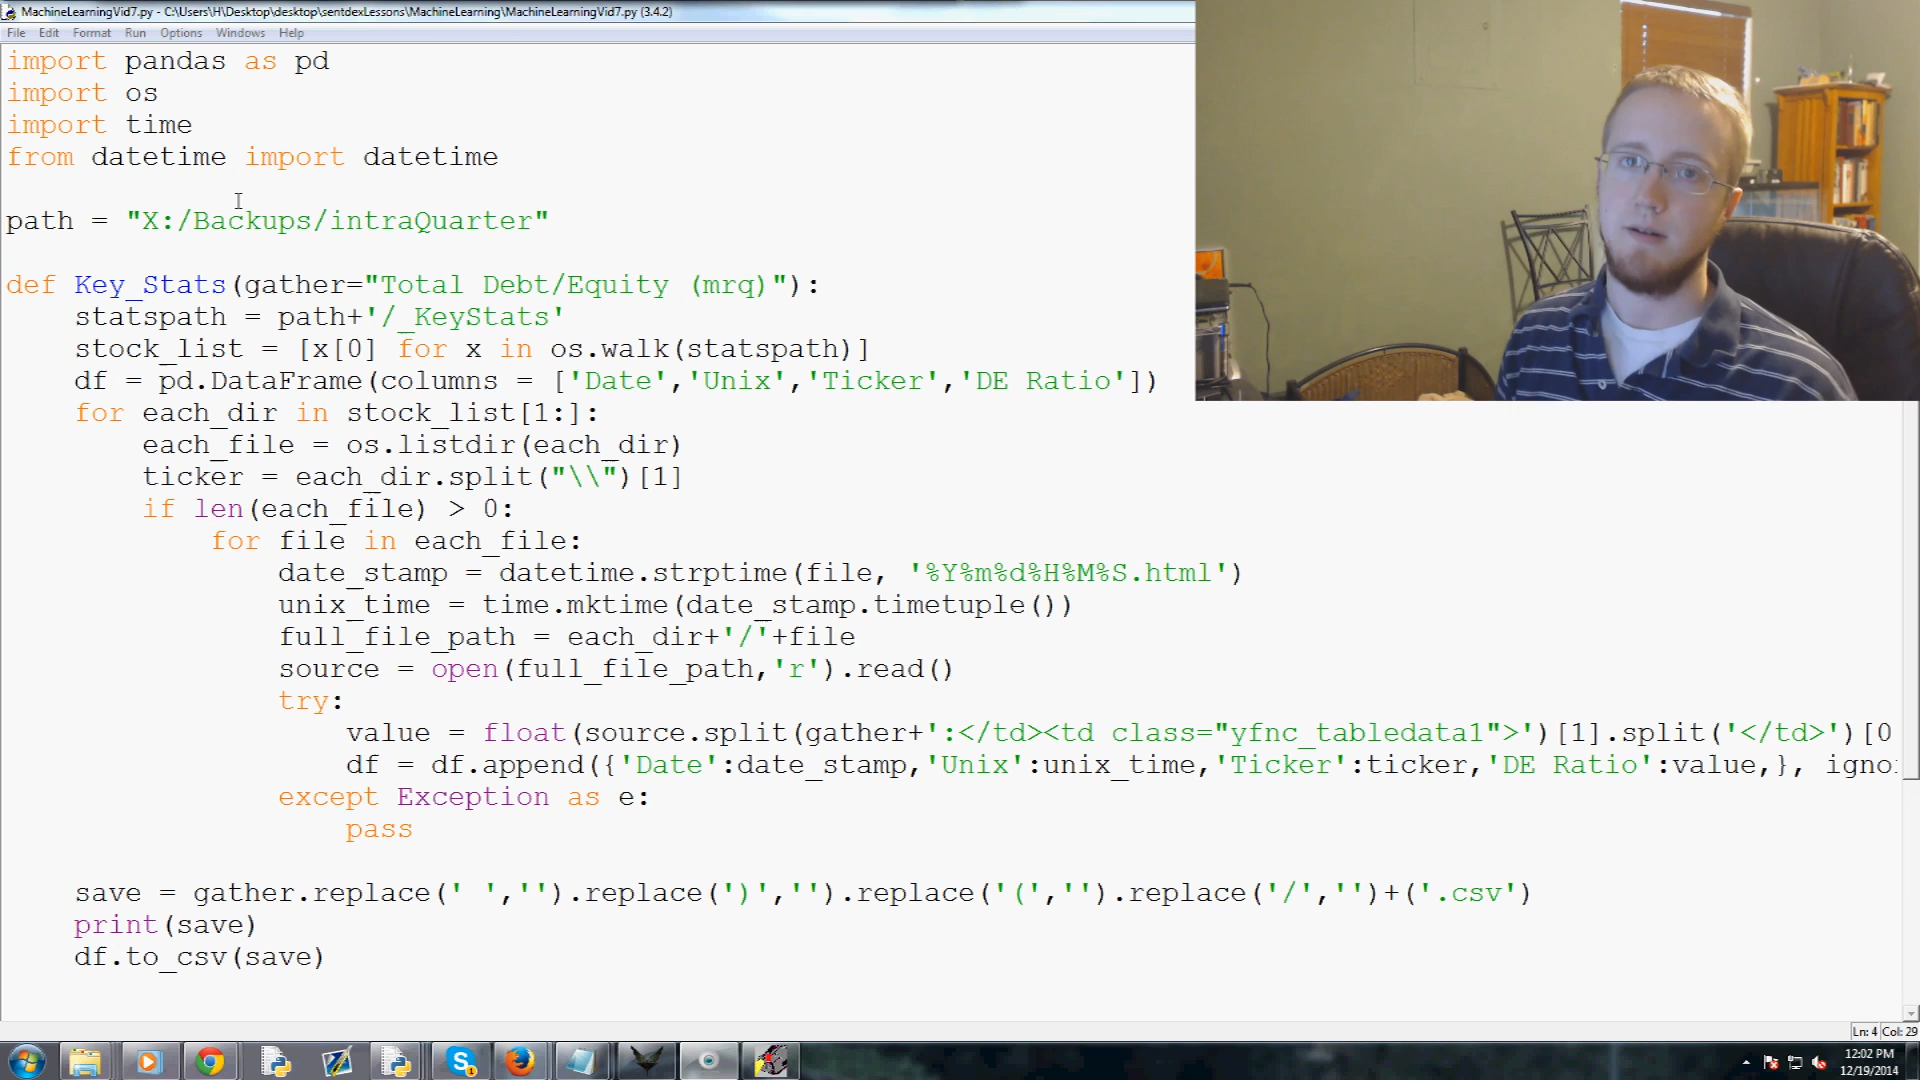 MachineLearningVid7.py - C:\Users\H\Desktop\desktop\sentdexLessons\MachineLearning\MachineLearningVid7.py (3.4.2)
File Edit Format Run Options Windows Help
import pandas as pd
import os
import time
from datetime import datetime
path = "X:/Backups/intraQuarter"
def Key_Stats(gather="Total Debt/Equity (mrq)"):
statspath = path+'/_KeyStats'
stock_list = [x[0] for x in os.walk(statspath)]
df = pd.DataFrame(columns = ['Date','Unix','Ticker','DE Ratio'])
for each_dir in stock_list[1:]:
each_file = os.listdir(each_dir)
ticker = each_dir.split("\\")[1]
if len(each_file) > 0:
for file in each_file:
date_stamp = datetime.strptime(file, '%Y%m%d%H%M%S.html')
unix_time = time.mktime(date_stamp.timetuple())
full_file_path = each_dir+'/'+file
source = open(full_file_path,'r').read()
try:
value = float(source.split(gather+':</td><td class="yfnc_tabledata1">')[1].split('</td>')[0
df = df.append({'Date':date_stamp,'Unix':unix_time,'Ticker':ticker,'DE Ratio':value,}, igno
except Exception as e:
pass
save = gather.replace(' ','').replace(')','').replace('(','').replace('/','')+('.csv')
print(save)
df.to_csv(save)
Ln: 4 Col: 29
12:02 PM
12/19/2014